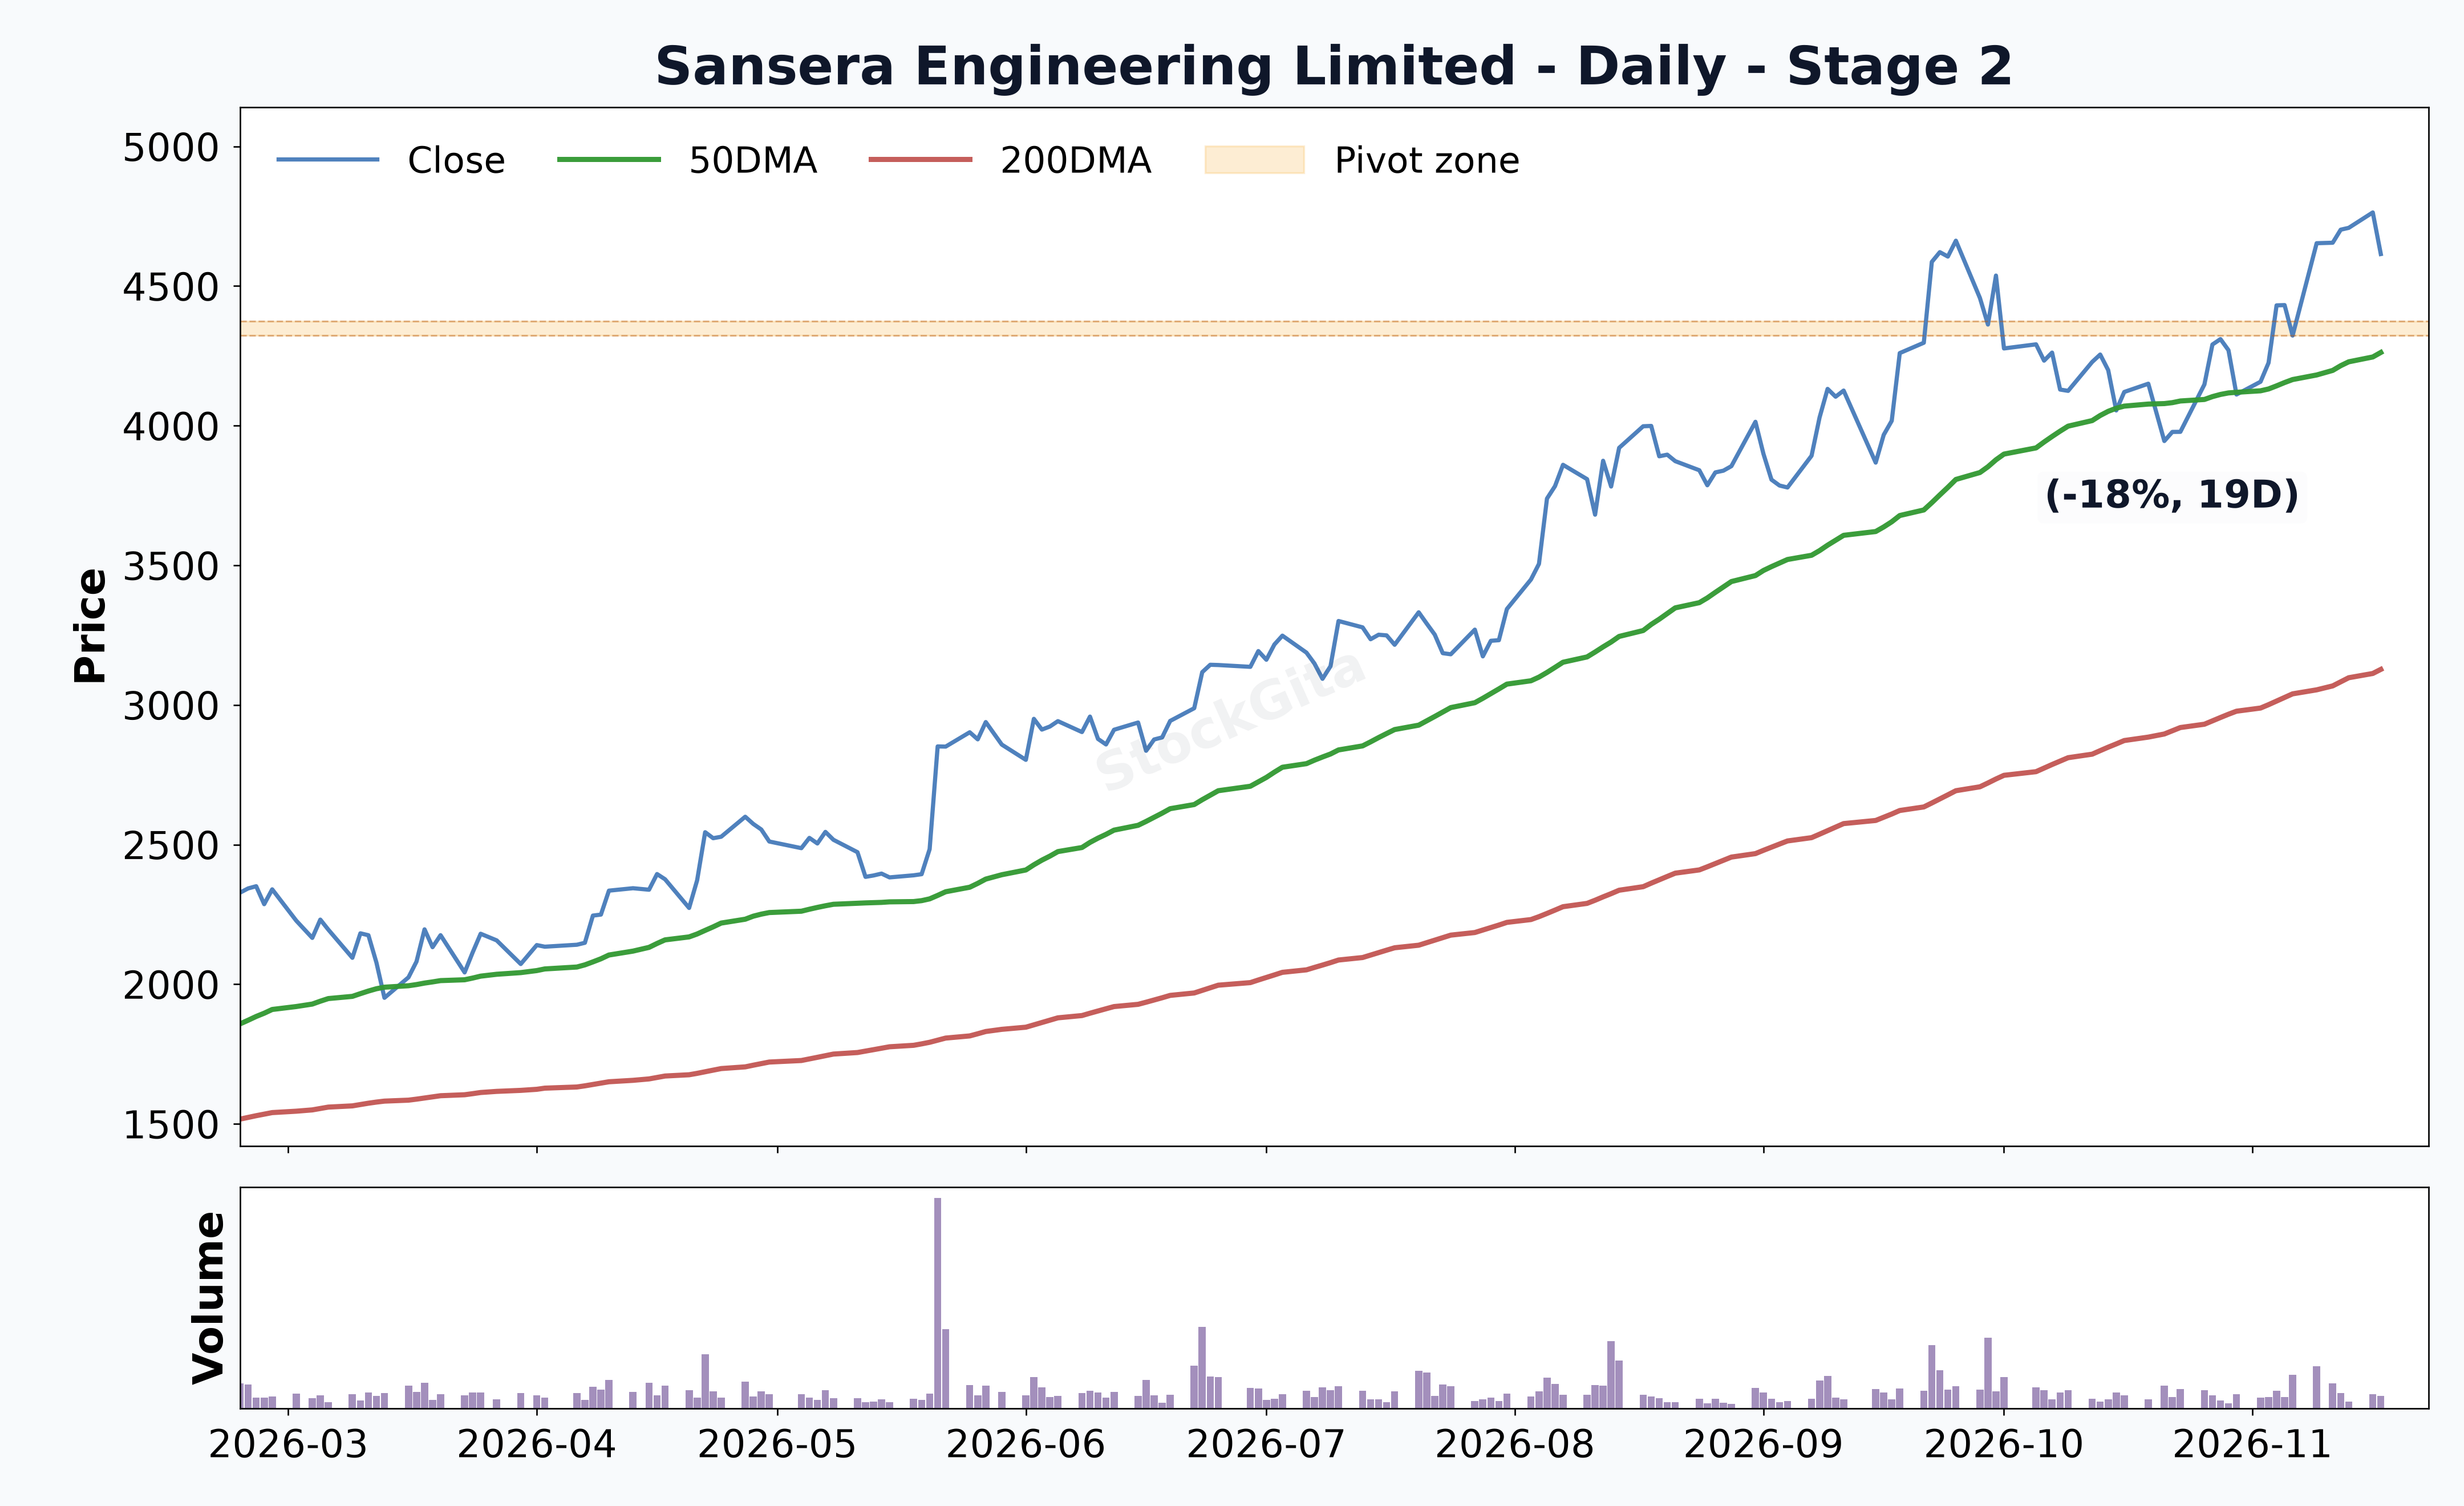 Sansera Engineering Limited - Daily - Stage 2
Close 50DMA 200DMA Pivot zone
5000
4500
4000
3500
3000
2500
2000
1500
Price
(-18%, 19D)
StockGita
Volume
2026-03 2026-04 2026-05 2026-06 2026-07 2026-08 2026-09 2026-10 2026-11